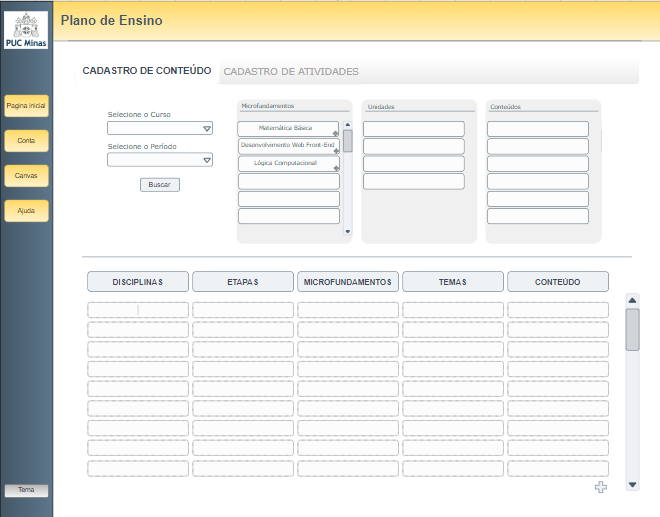 PUC Minas
Plano de Ensino
CADASTRO DE CONTEÚDO
CADASTRO DE ATIVIDADES
Pagina inicial
Conta
Canvas
Ajuda
Tema
Selecione o Curso
Selecione o Período
Buscar
Microfundamentos
Matemática Básica
Desenvolvimento Web Front-End
Lógica Computacional
Unidades
Conteúdos
DISCIPLINAS
ETAPAS
MICROFUNDAMENTOS
TEMAS
CONTEÚDO